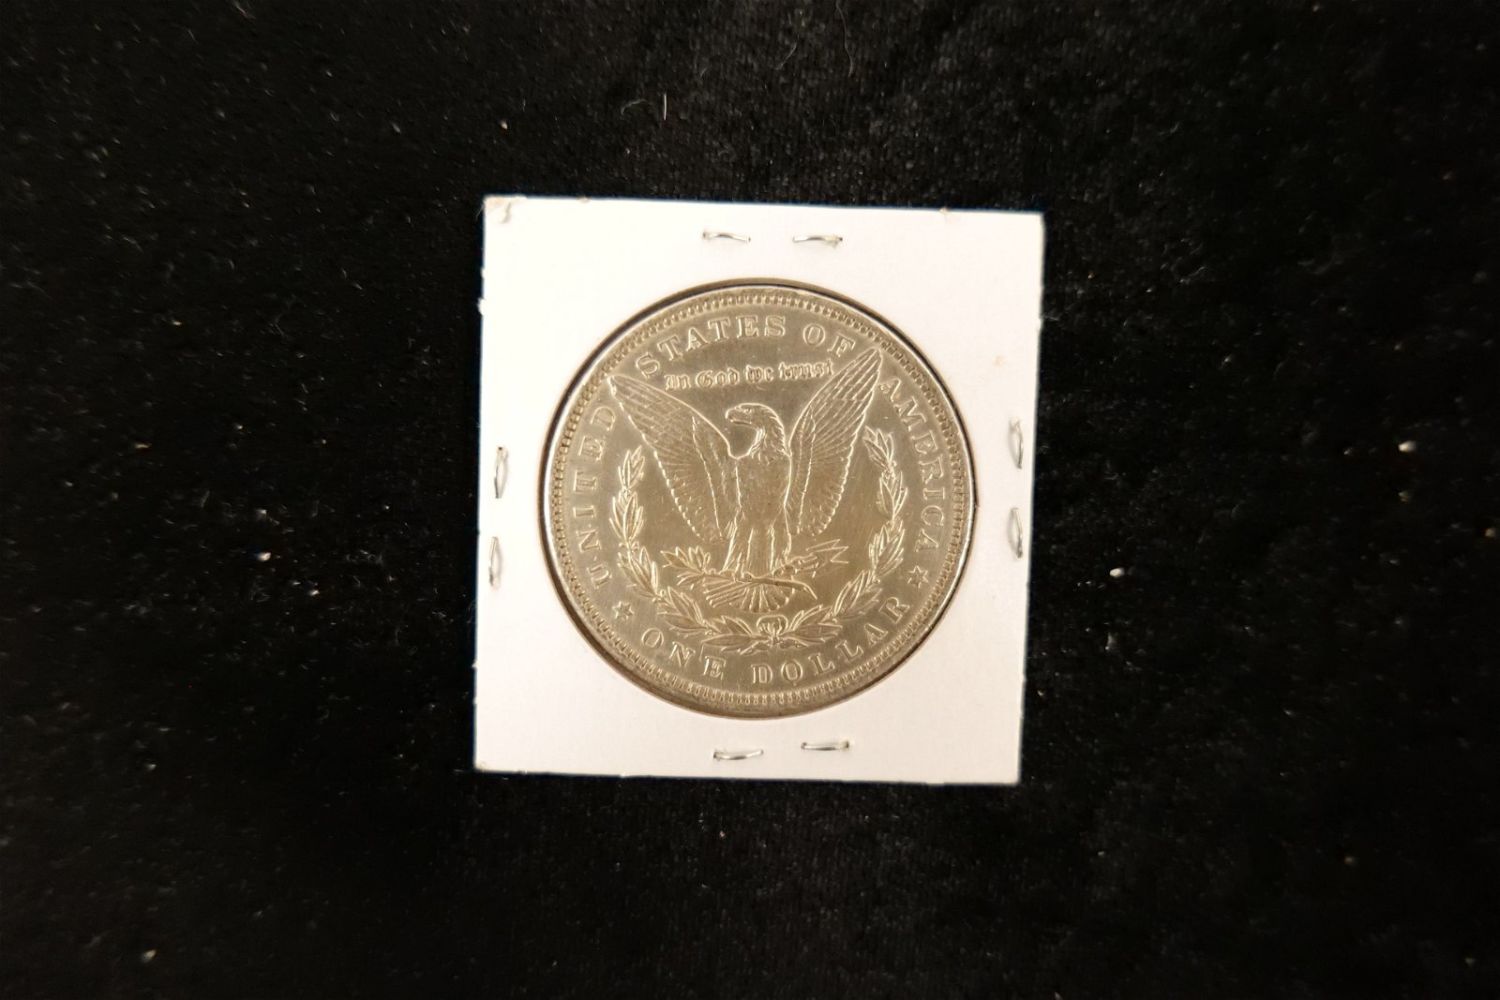 UNITED STATES OF AMERICA
In God we trust
ONE DOLLAR